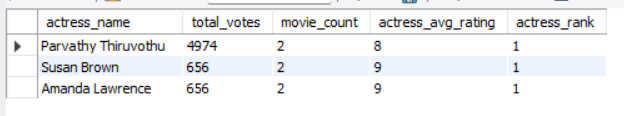 actress_name total_votes movie_count actress_avg_rating actress_rank
Parvathy Thiruvothu 4974 2 8 1
Susan Brown 656 2 9 1
Amanda Lawrence 656 2 9 1